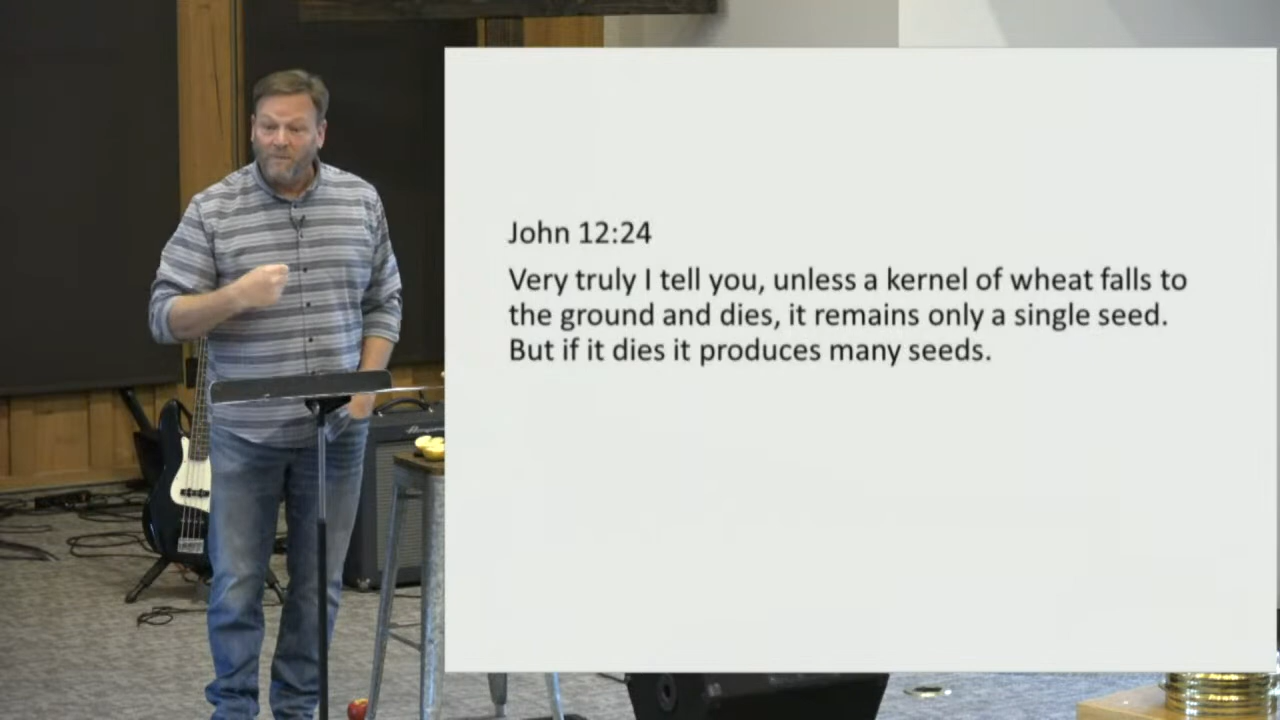 John 12:24
Very truly I tell you, unless a kernel of wheat falls to
the ground and dies, it remains only a single seed.
But if it dies it produces many seeds.